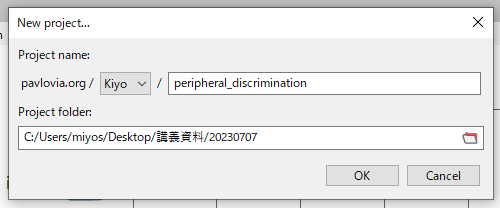 New project...
Project name:
pavlovia.org / Kiyo / peripheral_discrimination
Project folder:
C:/Users/miyos/Desktop/講義資料/20230707
OK Cancel